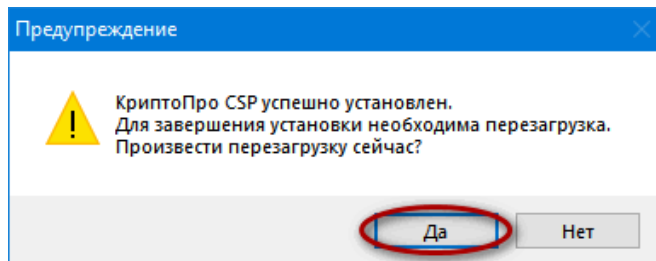 Предупреждение
КриптоПро CSP успешно установлен.
Для завершения установки необходима перезагрузка.
Произвести перезагрузку сейчас?
Да
Нет